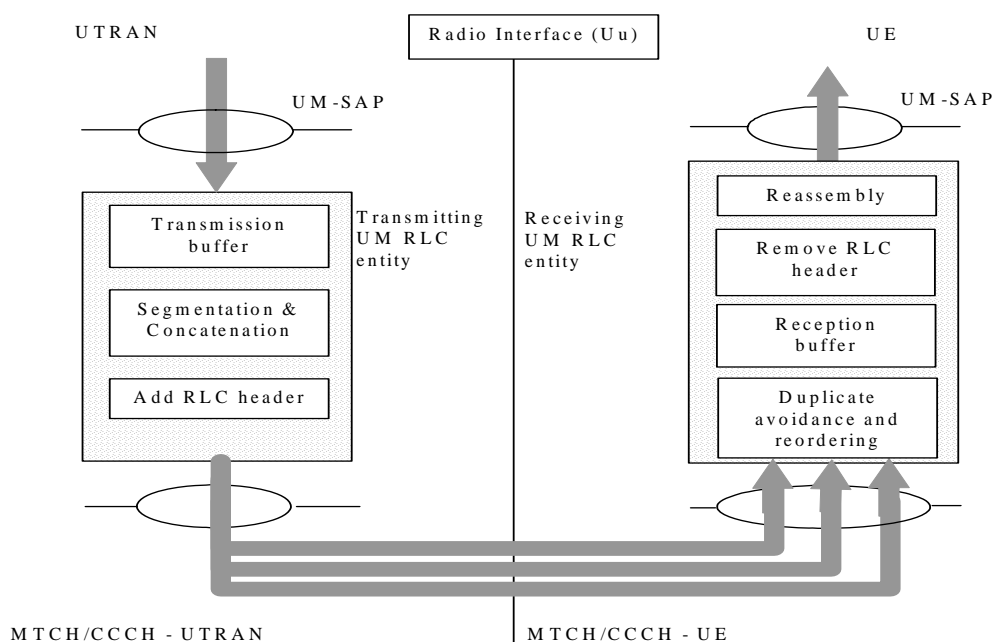 UTRAN
Radio Interface (Uu)
UE
UM-SAP
UM-SAP
Transmission
buffer
Segmentation &
Concatenation
Add RLC header
Transmitting
UM RLC
entity
Receiving
UM RLC
entity
Reassembly
Remove RLC
header
Reception
buffer
Duplicate
avoidance and
reordering
MTCH/CCCH - UTRAN
MTCH/CCCH - UE